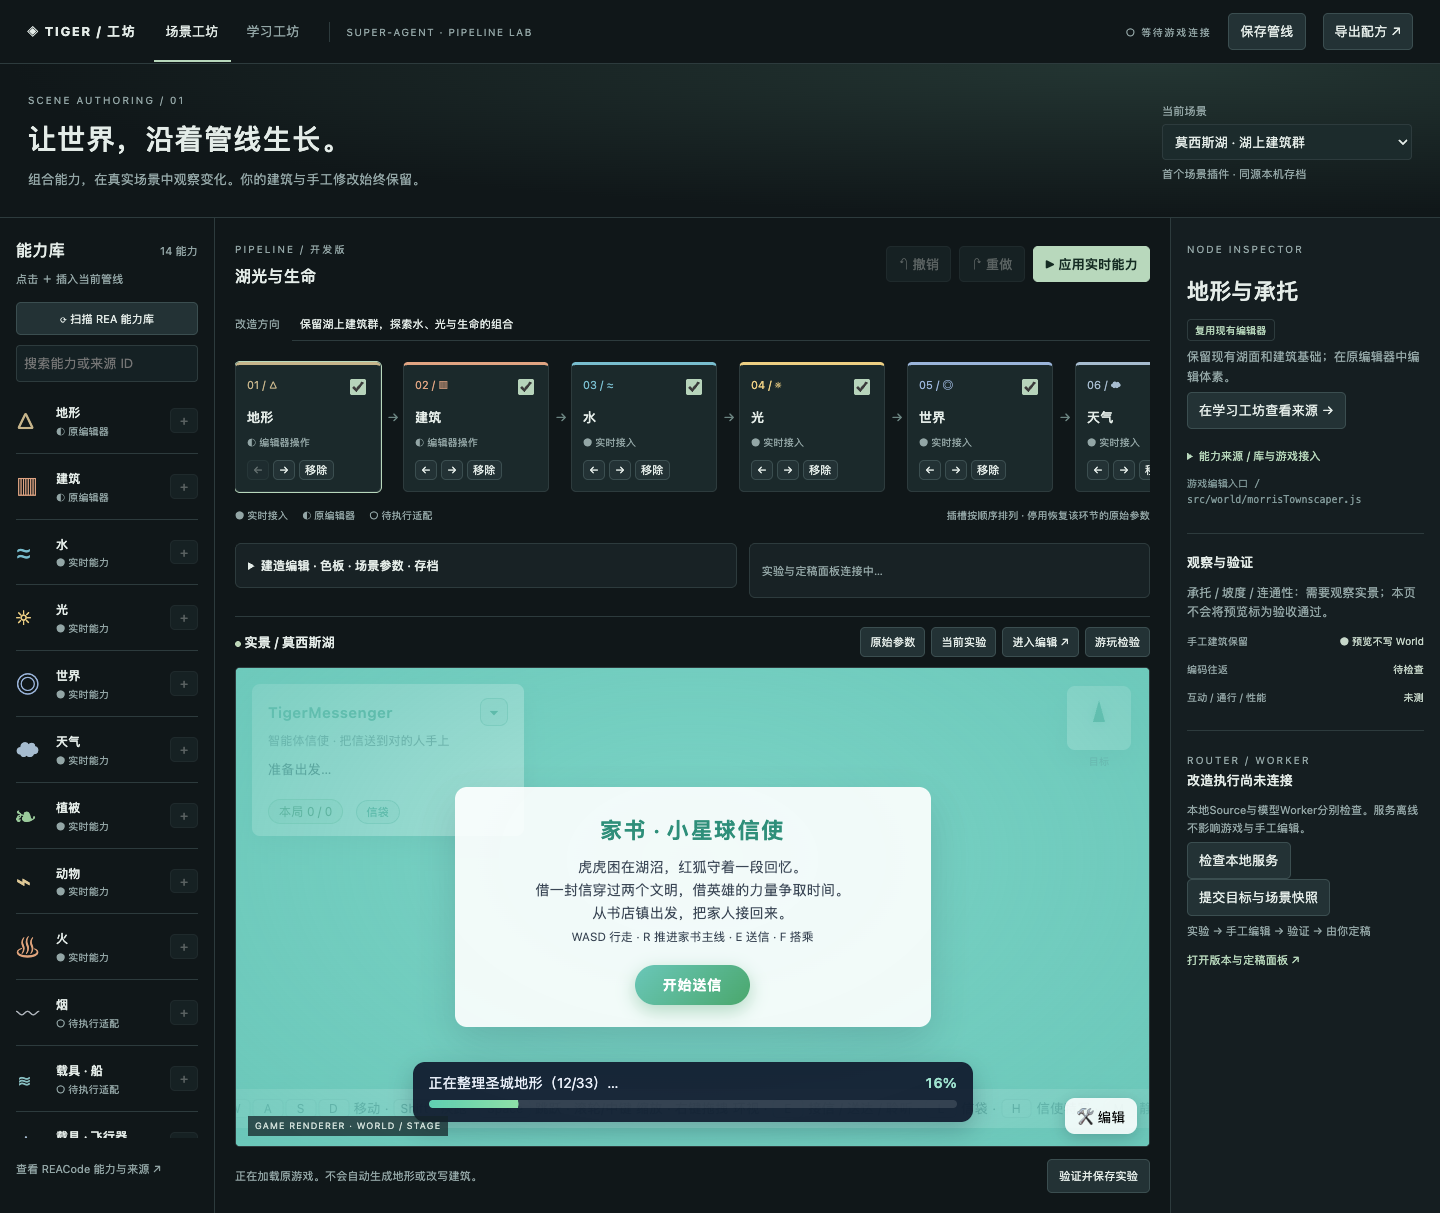 ◈ TIGER / 工坊
场景工坊
学习工坊
SUPER-AGENT · PIPELINE LAB
○ 等待游戏连接
保存管线
导出配方 ↗
SCENE AUTHORING / 01
让世界，沿着管线生长。
组合能力，在真实场景中观察变化。你的建筑与手工修改始终保留。
当前场景
莫西斯湖 · 湖上建筑群
首个场景插件 · 同源本机存档
能力库
14 能力
点击 ＋ 插入当前管线
⟳ 扫描 REA 能力库
搜索能力或来源 ID
地形
◐ 原编辑器
+
建筑
◐ 原编辑器
+
水
● 实时能力
+
光
● 实时能力
+
世界
● 实时能力
+
天气
● 实时能力
+
植被
● 实时能力
+
动物
● 实时能力
+
火
● 实时能力
+
烟
○ 待执行适配
+
载具 · 船
○ 待执行适配
+
载具 · 飞行器
查看 REACode 能力与来源 ↗
PIPELINE / 开发版
湖光与生命
撤销
重做
▶ 应用实时能力
改造方向
保留湖上建筑群，探索水、光与生命的组合
01 / △
地形
◐ 编辑器操作
← → 移除
→
02 / ▥
建筑
◐ 编辑器操作
← → 移除
→
03 / ≈
水
● 实时接入
← → 移除
→
04 / ☀
光
● 实时接入
← → 移除
→
05 / ◎
世界
● 实时接入
← → 移除
→
06 / ☁
天气
● 实时接入
← →
● 实时接入 ◐ 原编辑器 ○ 待执行适配
插槽按顺序排列 · 停用恢复该环节的原始参数
▶ 建造编辑 · 色板 · 场景参数 · 存档
实验与定稿面板连接中…
● 实景 / 莫西斯湖
原始参数
当前实验
进入编辑 ↗
游玩检验
TigerMessenger
智能体信使 · 把信送到对的人手上
准备出发…
本局 0 / 0
信袋
目标
家书 · 小星球信使
虎虎困在湖沼，红狐守着一段回忆。
借一封信穿过两个文明，借英雄的力量争取时间。
从书店镇出发，把家人接回来。
WASD 行走 · R 推进家书主线 · E 送信 · F 搭乘
开始送信
正在整理圣城地形（12/33）…
16%
A S D 移动 ·
袋 · H 信使
GAME RENDERER · WORLD / STAGE
🛠 编辑
正在加载原游戏。不会自动生成地形或改写建筑。
验证并保存实验
NODE INSPECTOR
地形与承托
复用现有编辑器
保留现有湖面和建筑基础；在原编辑器中编
辑体素。
在学习工坊查看来源 →
▶ 能力来源 / 库与游戏接入
游戏编辑入口 /
src/world/morrisTownscaper.js
观察与验证
承托 / 坡度 / 连通性：需要观察实景；本页
不会将预览标为验收通过。
手工建筑保留
● 预览不写 World
编码往返
待检查
互动 / 通行 / 性能
未测
ROUTER / WORKER
改造执行尚未连接
本地Source与模型Worker分别检查。服务离线
不影响游戏与手工编辑。
检查本地服务
提交目标与场景快照
实验 → 手工编辑 → 验证 → 由你定稿
打开版本与定稿面板 ↗